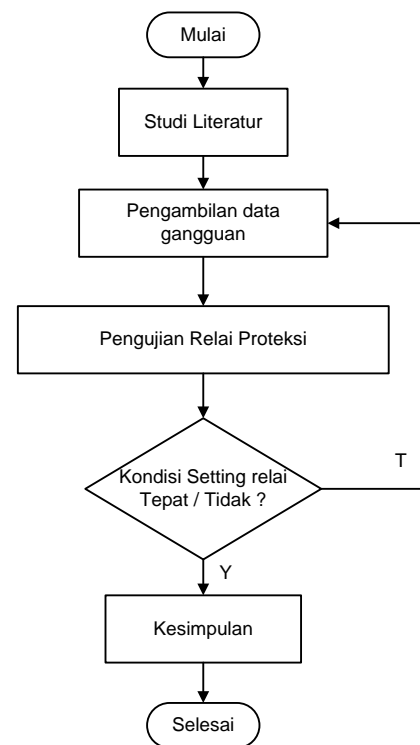 Mulai
Studi Literatur
Pengambilan data
gangguan
Pengujian Relai Proteksi
Kondisi Setting relai
Tepat / Tidak ?
T
Y
Kesimpulan
Selesai